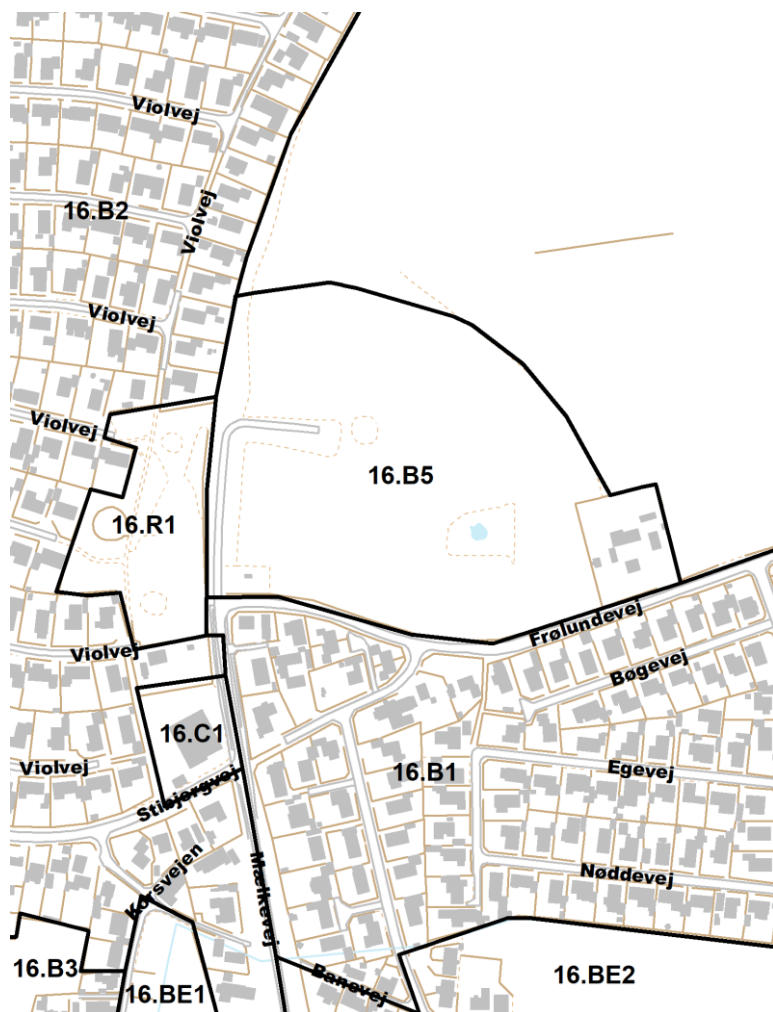 Violvej
16.B2
Violvej
Violvej
Violvej
16.B5
16.R1
Frølundevej
Violvej
Bøgevej
16.C1
Violvej
16.B1
Egevej
Stibjergvej
Mælkevej
Korsvejen
Nøddevej
16.B3
16.BE1
Banevej
16.BE2